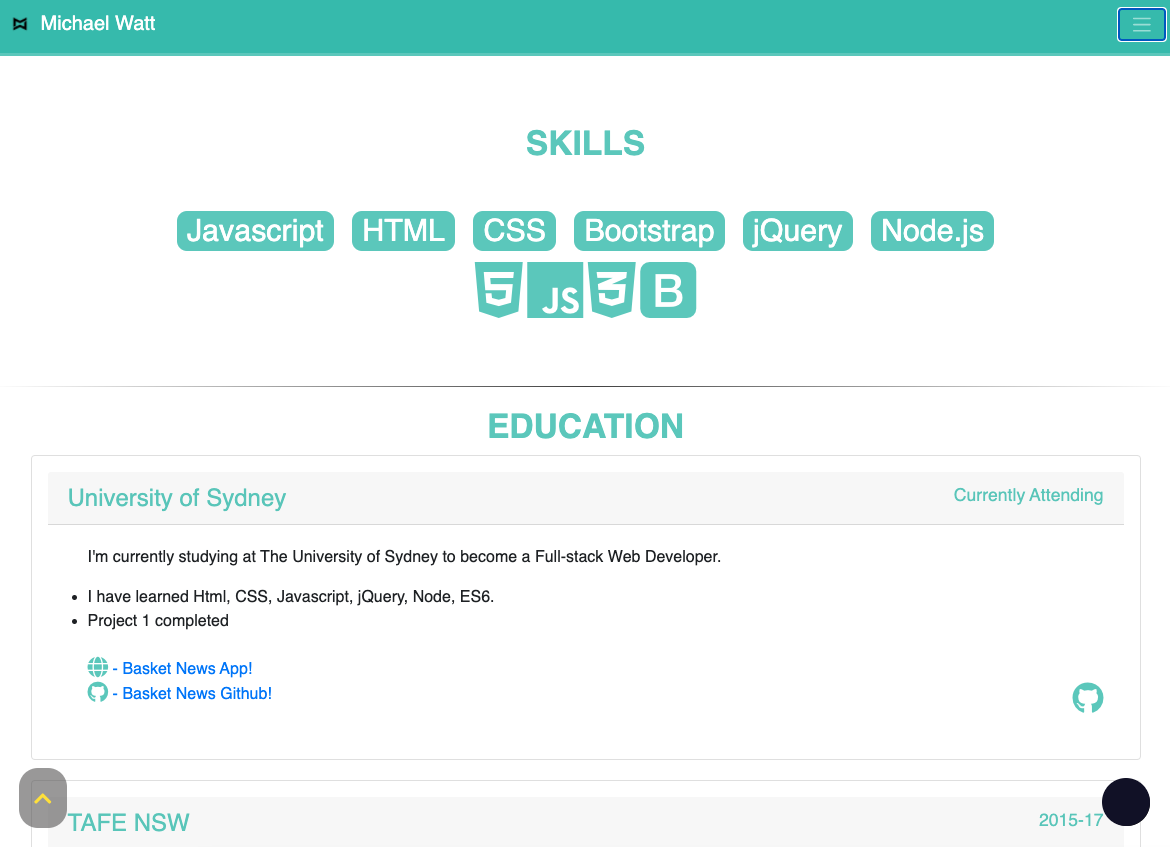 Michael Watt
SKILLS
Javascript HTML CSS Bootstrap jQuery Node.js
5 JS 3 B
EDUCATION
University of Sydney Currently Attending
I'm currently studying at The University of Sydney to become a Full-stack Web Developer.
I have learned Html, CSS, Javascript, jQuery, Node, ES6.
Project 1 completed
- Basket News App!
- Basket News Github!
TAFE NSW 2015-17